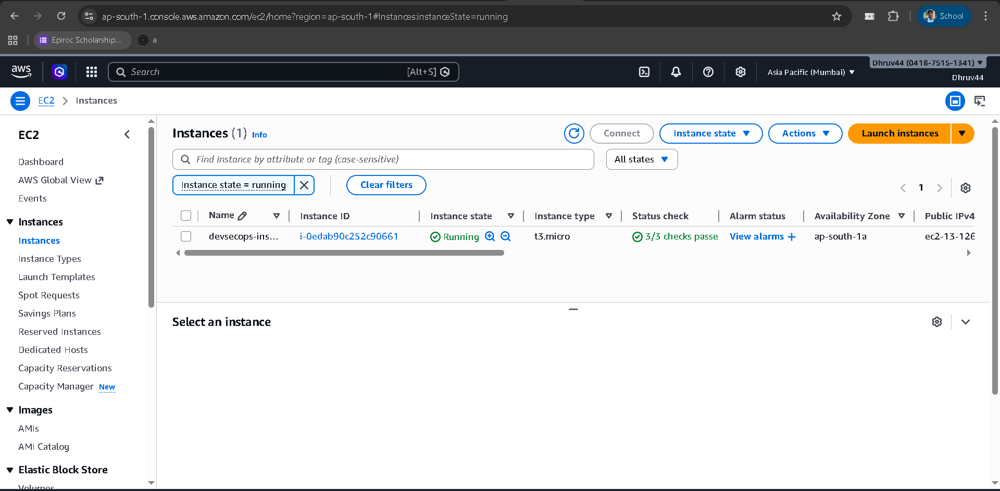 ap-south-1.console.aws.amazon.com/ec2/home?region=ap-south-1#Instances:instanceState=running
School
Epiroc Scholarship...
a
aws
Search
[Alt+S]
Asia Pacific (Mumbai)
Dhruv44 (0418-7515-1341)
Dhruv44
EC2
Instances
EC2
Dashboard
AWS Global View
Events
Instances
Instances
Instance Types
Launch Templates
Spot Requests
Savings Plans
Reserved Instances
Dedicated Hosts
Capacity Reservations
Capacity Manager New
Images
AMIs
AMI Catalog
Elastic Block Store
Volumes
Instances (1) Info
Connect
Instance state
Actions
Launch instances
Find Instance by attribute or tag (case-sensitive)
All states
Instance state = running
Clear filters
1
Name Instance ID Instance state Instance type Status check Alarm status Availability Zone Public IPv4
devsecops-ins... i-0edab90c252c90661 Running t3.micro 3/3 checks passe View alarms + ap-south-1a ec2-13-126
Select an instance